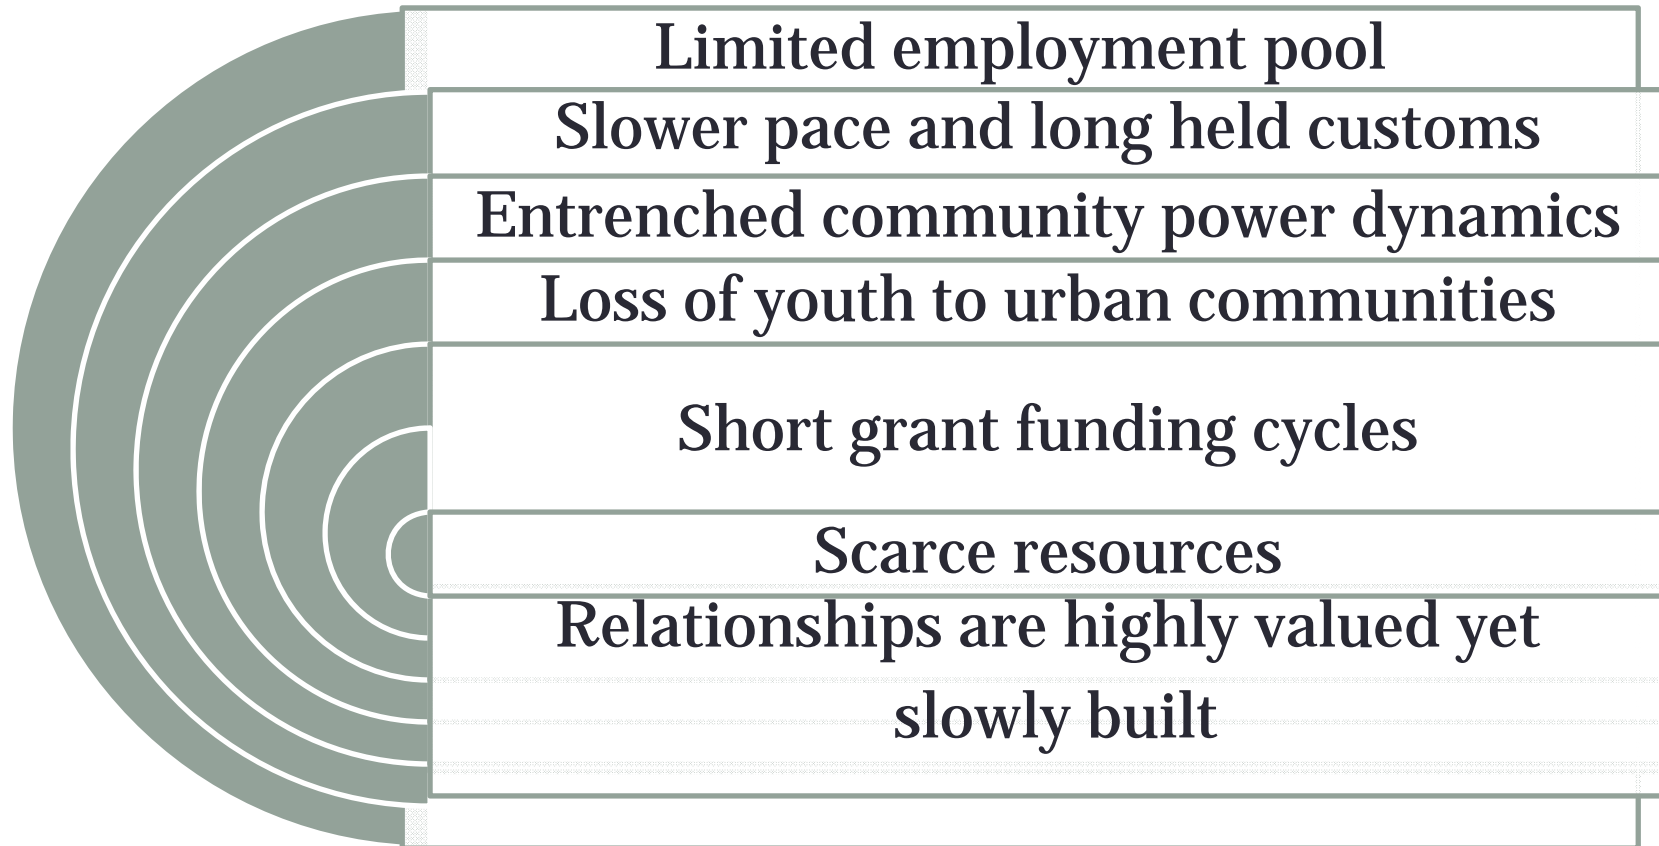 Limited employment pool
Slower pace and long held customs
Entrenched community power dynamics
Loss of youth to urban communities
Short grant funding cycles
Scarce resources
Relationships are highly valued yet
slowly built